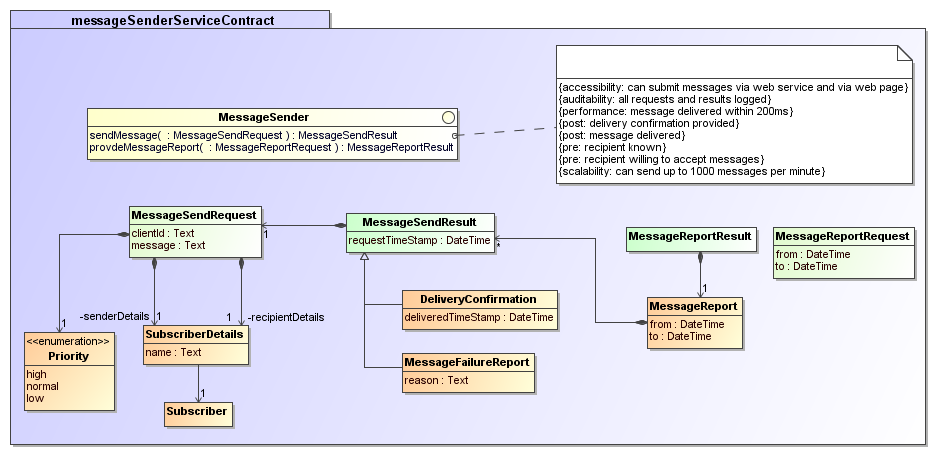 messageSenderServiceContract
{accessibility: can submit messages via web service and via web page}
{auditability: all requests and results logged}
{performance: message delivered within 200ms}
{post: delivery confirmation provided}
{post: message delivered}
{pre: recipient known}
{pre: recipient willing to accept messages}
{scalability: can send up to 1000 messages per minute}
MessageSender
sendMessage( : MessageSendRequest ) : MessageSendResult
provdeMessageReport( : MessageReportRequest ) : MessageReportResult
MessageSendRequest
clientId : Text
message : Text
1
MessageSendResult
requestTimeStamp : DateTime
*
MessageReportResult
MessageReportRequest
from : DateTime
to : DateTime
1
MessageReport
from : DateTime
to : DateTime
DeliveryConfirmation
deliveredTimeStamp : DateTime
MessageFailureReport
reason : Text
1
-senderDetails
1
1
-recipientDetails
<<enumeration>>
Priority
high
normal
low
SubscriberDetails
name : Text
1
Subscriber